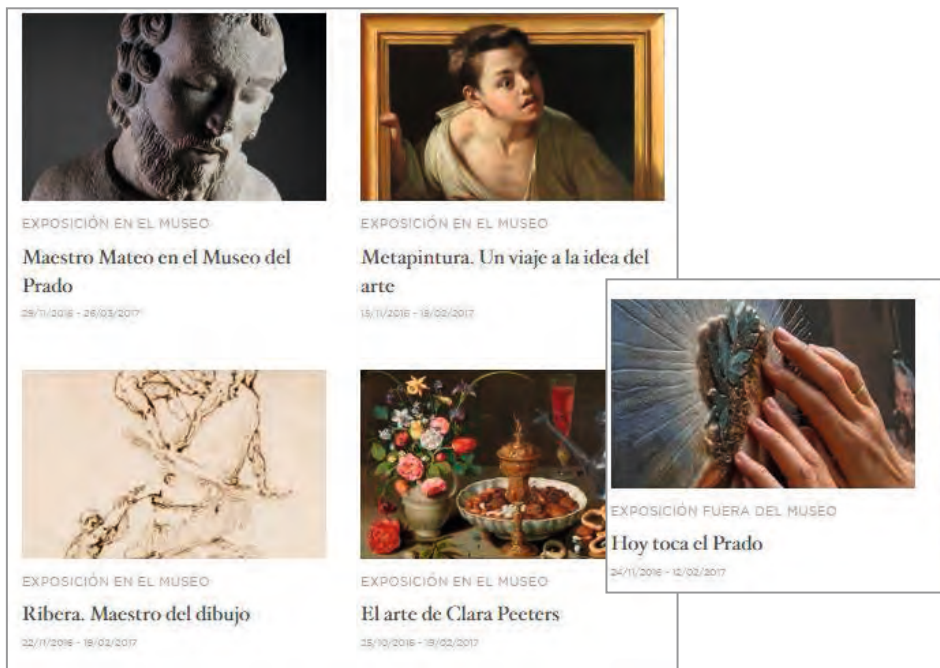 EXPOSICIÓN EN EL MUSEO
Maestro Mateo en el Museo del
Prado
29/11/2016 - 26/03/2017
EXPOSICIÓN EN EL MUSEO
Metapintura. Un viaje a la idea del
arte
15/11/2016 - 19/02/2017
EXPOSICIÓN EN EL MUSEO
Ribera. Maestro del dibujo
22/11/2016 - 19/02/2017
EXPOSICIÓN EN EL MUSEO
El arte de Clara Peeters
25/10/2016 - 19/02/2017
EXPOSICIÓN FUERA DEL MUSEO
Hoy toca el Prado
24/11/2016 - 12/02/2017